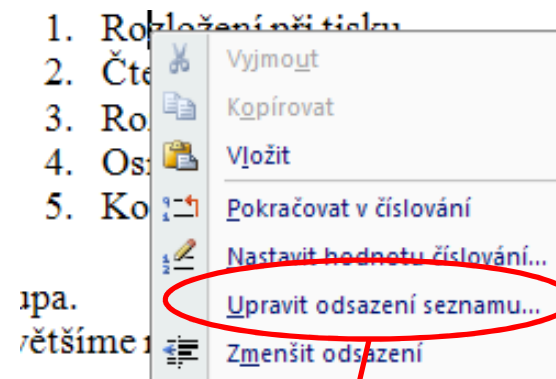 1. Rozložení při tisku
2. Čte
3. Ro
4. Os
5. Ko
Vyjmout
Kopírovat
Vložit
Pokračovat v číslování
Nastavit hodnotu číslování...
Upravit odsazení seznamu...
Zmenšit odsazení
upa.
většíme